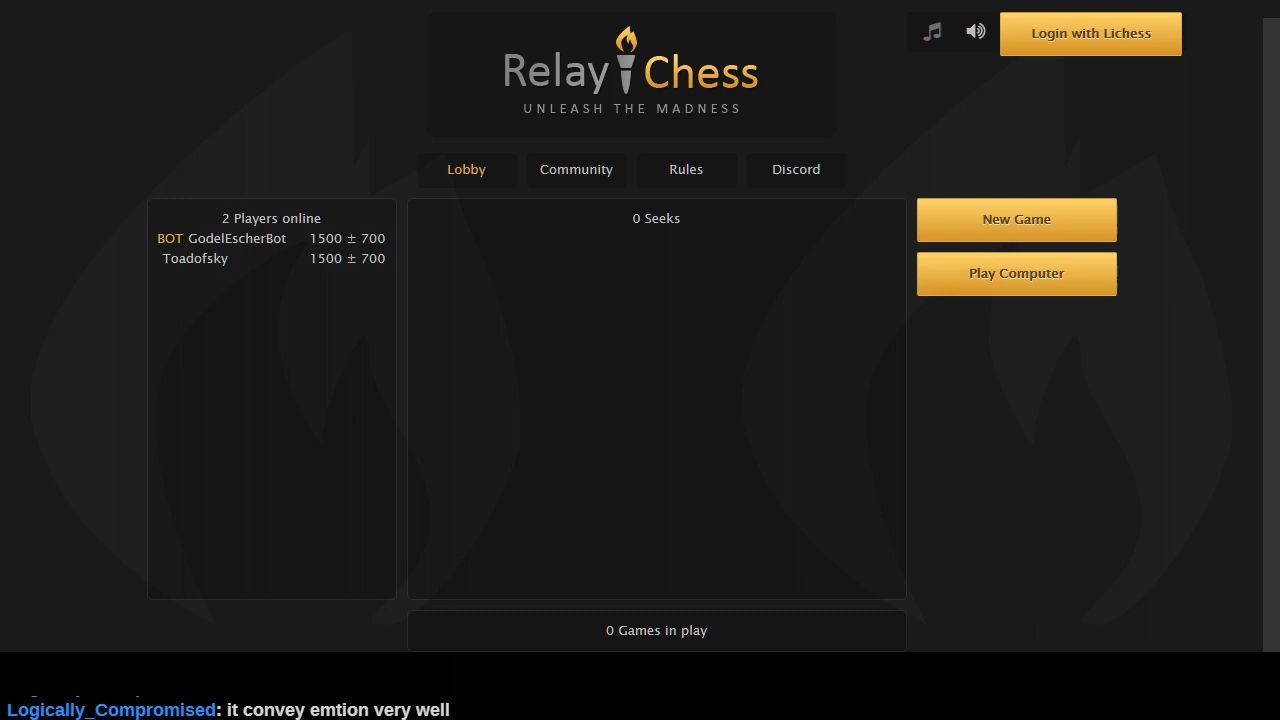 Relay Chess
UNLEASH THE MADNESS
Login with Lichess
Lobby
Community
Rules
Discord
2 Players online
BOT GodelEscherBot 1500 ± 700
Toadofsky 1500 ± 700
0 Seeks
New Game
Play Computer
0 Games in play
Logically_Compromised: it convey emtion very well